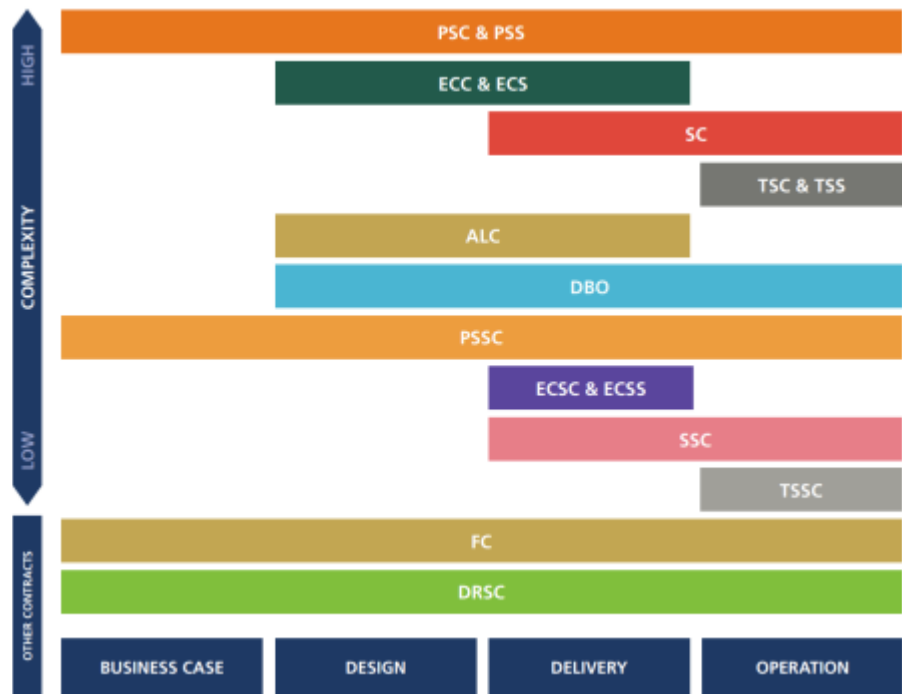 HIGH
COMPLEXITY
LOW
OTHER CONTRACTS
PSC & PSS
ECC & ECS
SC
TSC & TSS
ALC
DBO
PSSC
ECSC & ECSS
SSC
TSSC
FC
DRSC
BUSINESS CASE
DESIGN
DELIVERY
OPERATION